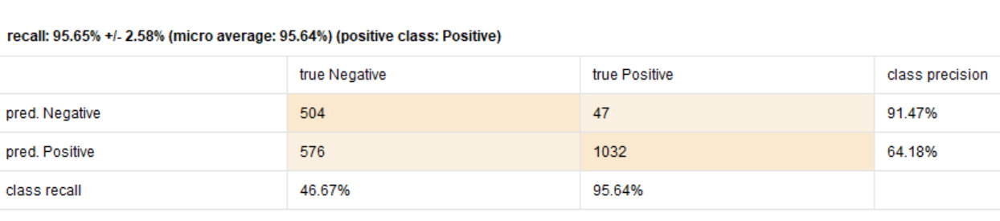 recall: 95.65% +/- 2.58% (micro average: 95.64%) (positive class: Positive)
true Negative true Positive class precision
pred. Negative 504 47 91.47%
pred. Positive 576 1032 64.18%
class recall 46.67% 95.64%